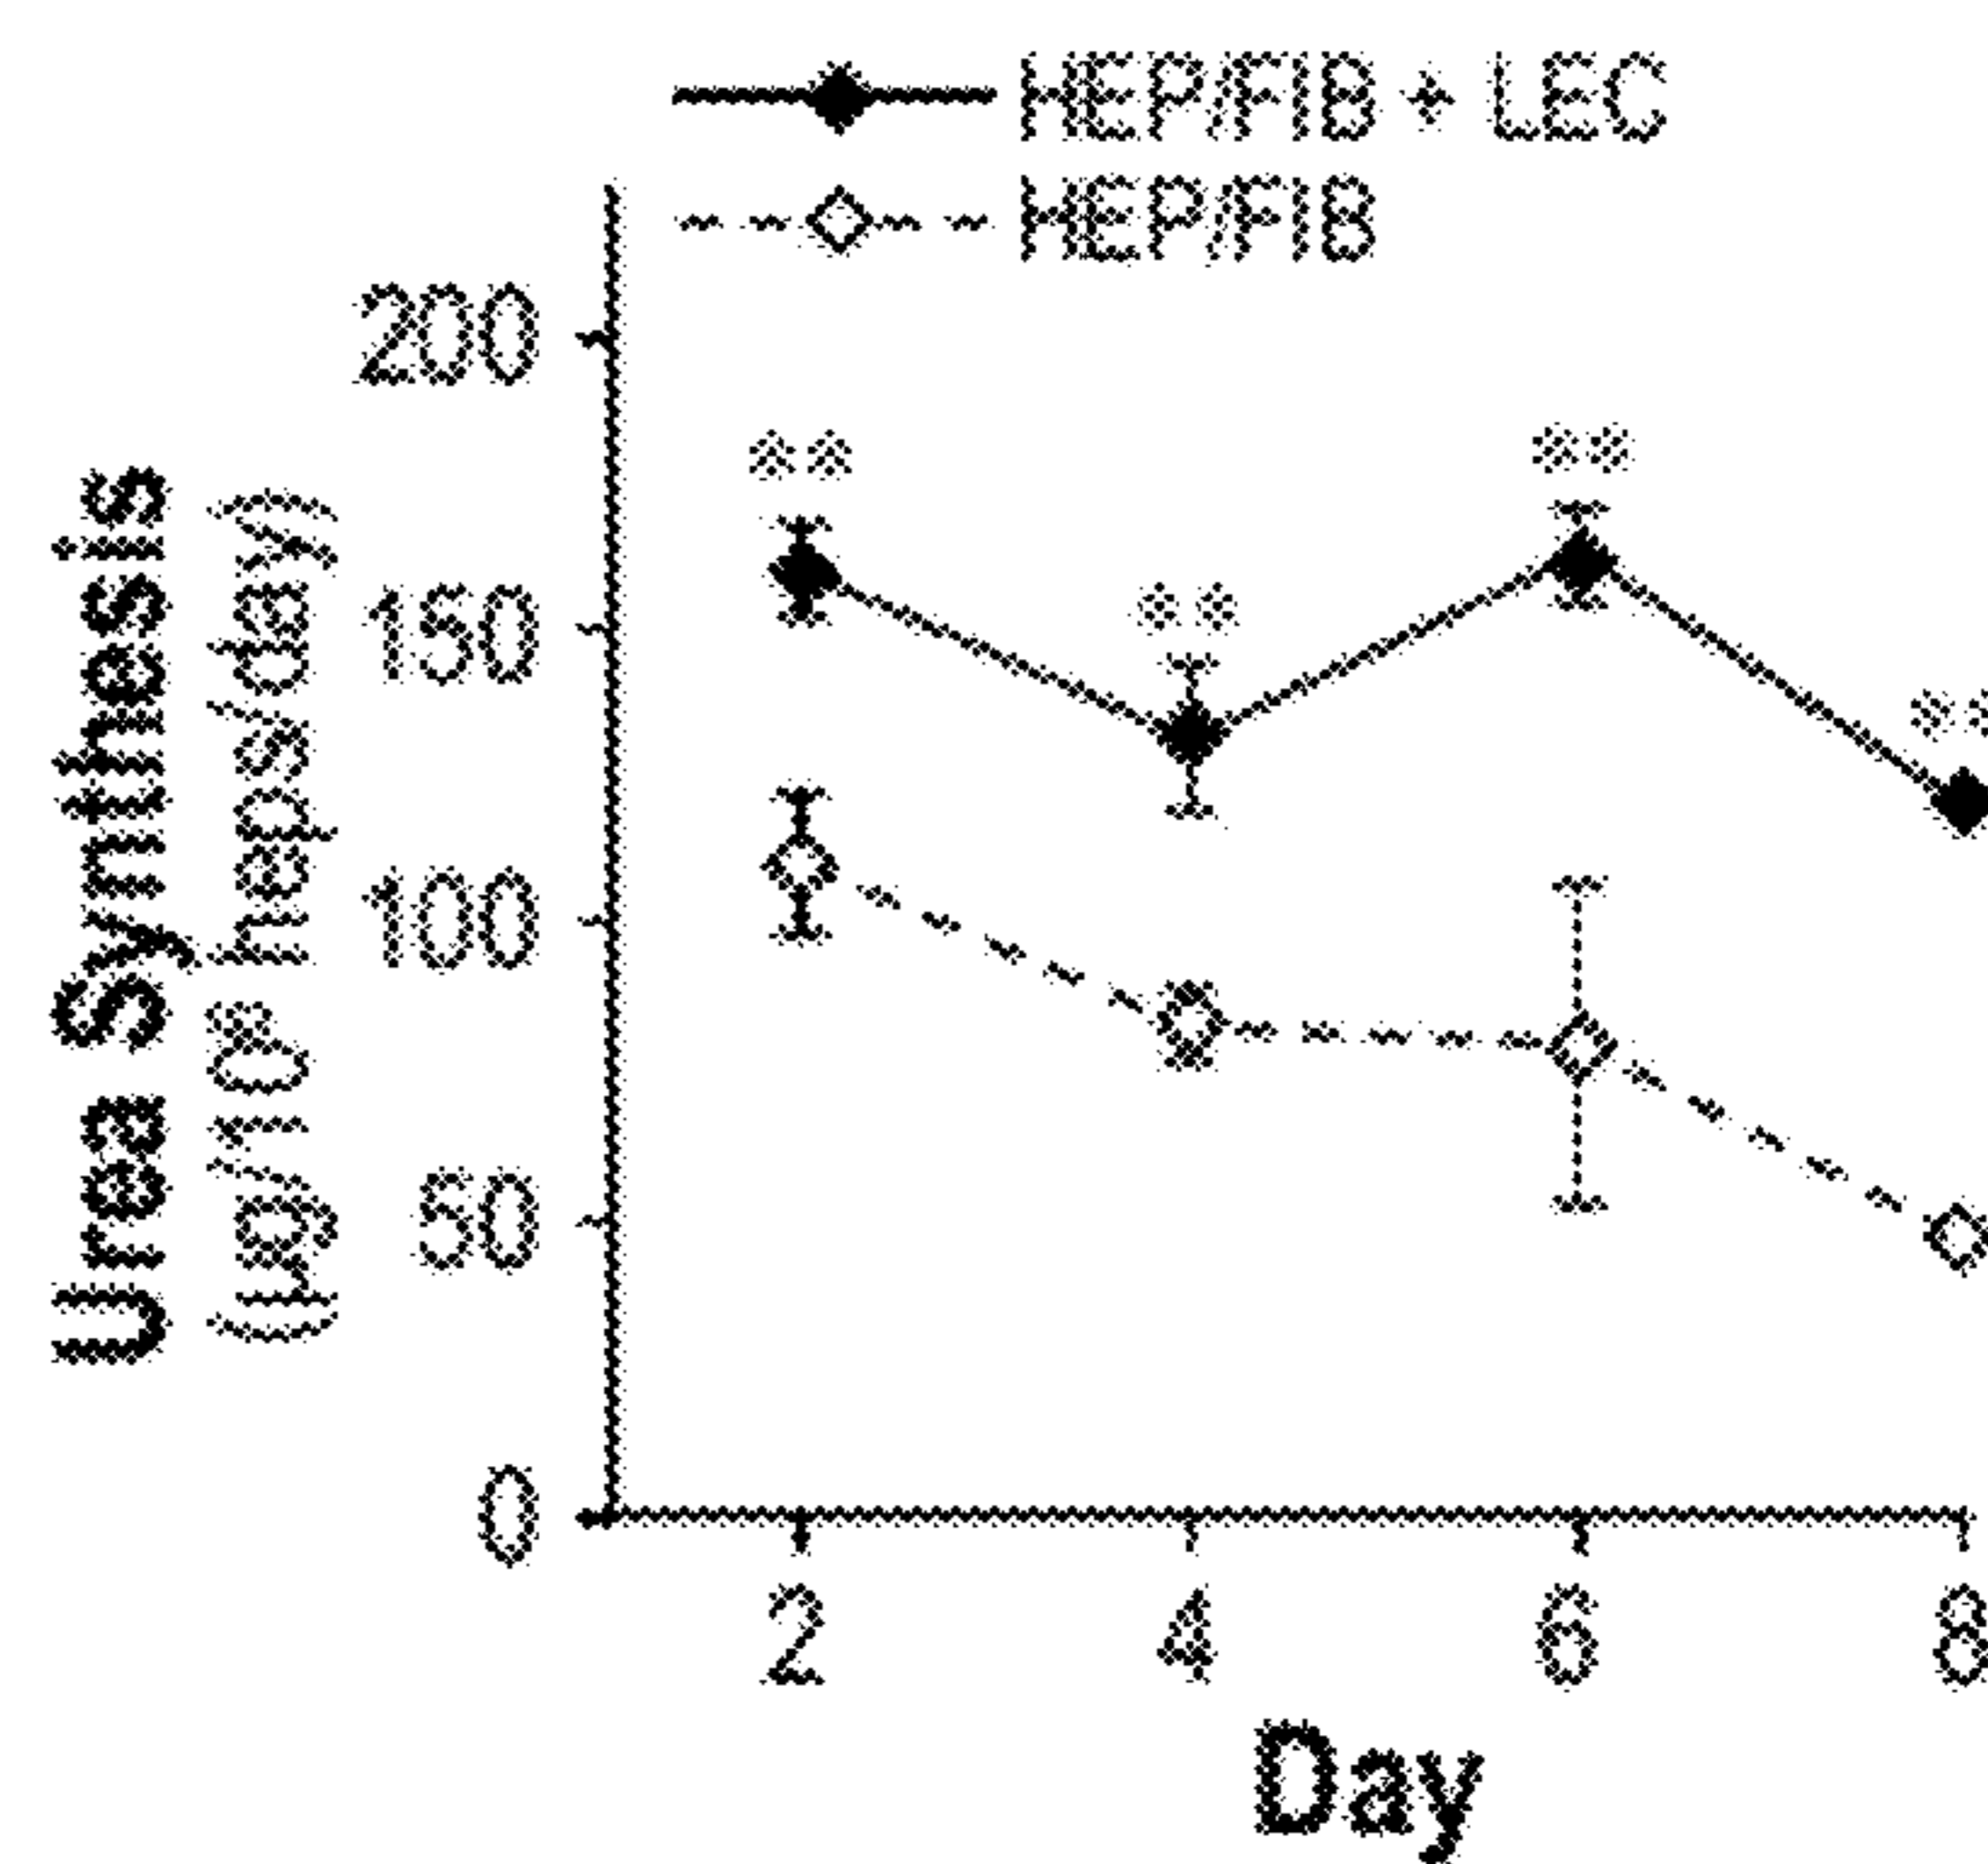 HEP/FIB + LEC
HEP/FIB
Urea Synthesis
(µg/10⁶ heps/day)
200
150
100
50
0
**
**
**
**
2
4
6
8
Day